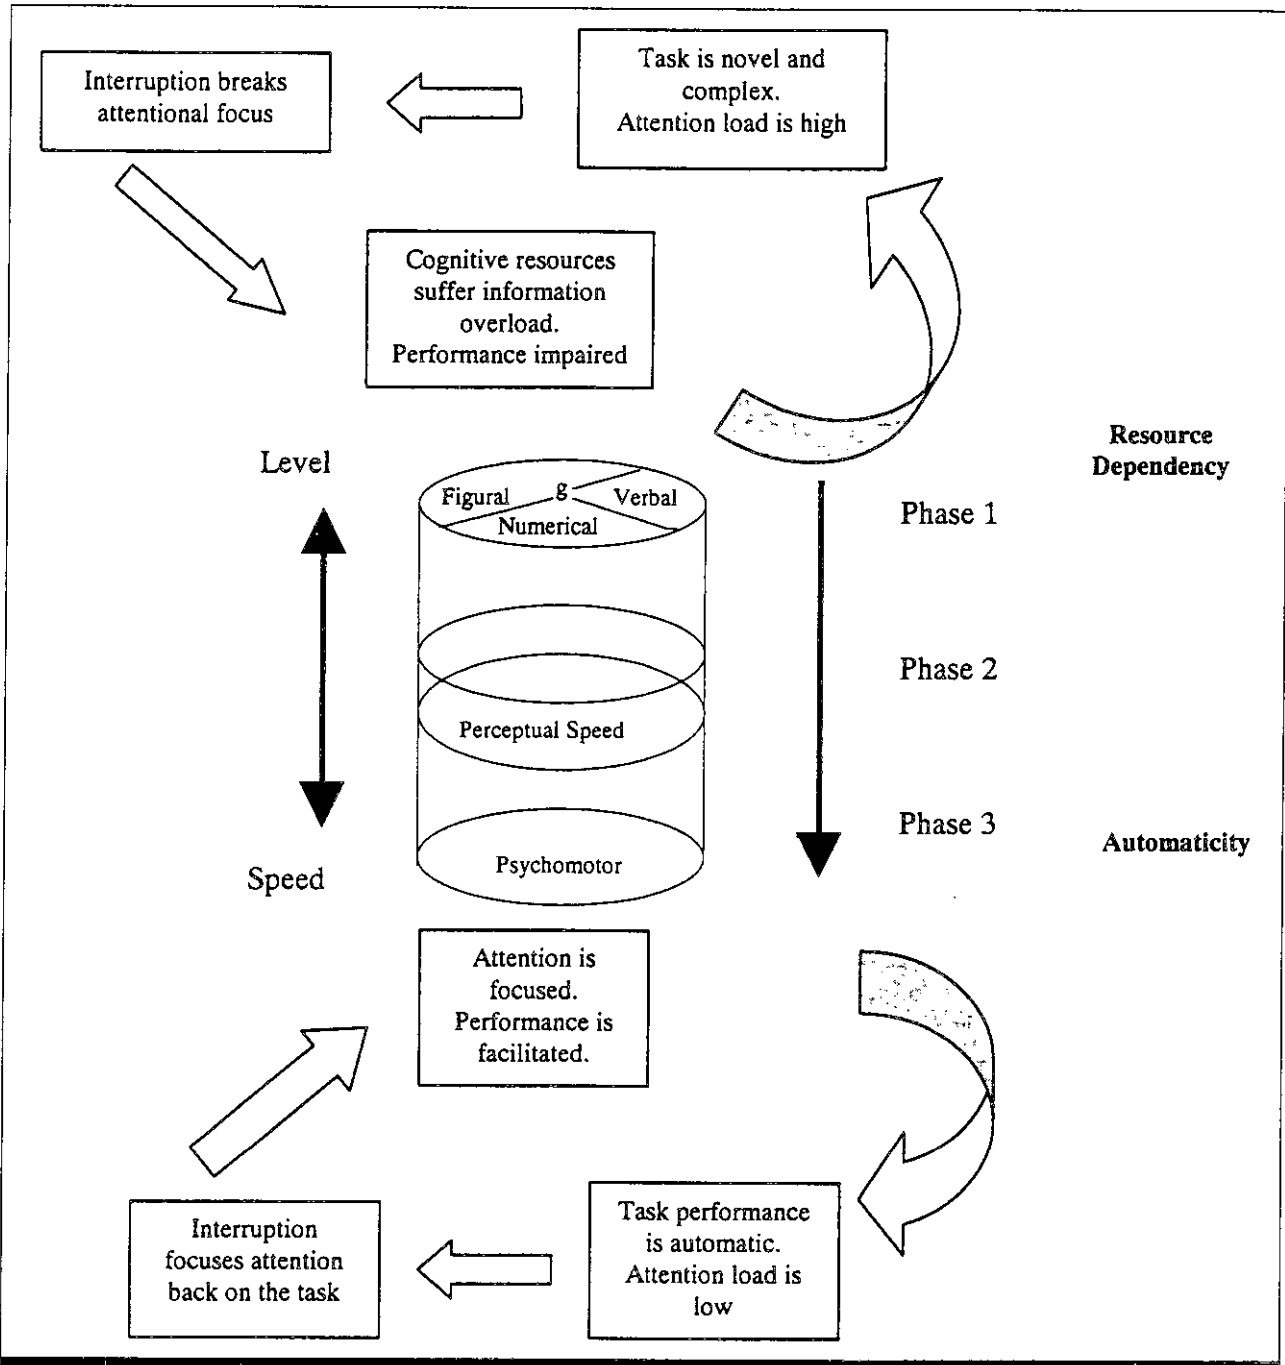 Interruption breaks
attentional focus
Task is novel and
complex.
Attention load is high
Cognitive resources
suffer information
overload.
Performance impaired
Resource
Dependency
Level
Figural
g
Verbal
Numerical
Phase 1
Phase 2
Perceptual Speed
Phase 3
Automaticity
Psychomotor
Speed
Attention is
focused.
Performance is
facilitated.
Interruption
focuses attention
back on the task
Task performance
is automatic.
Attention load is
low